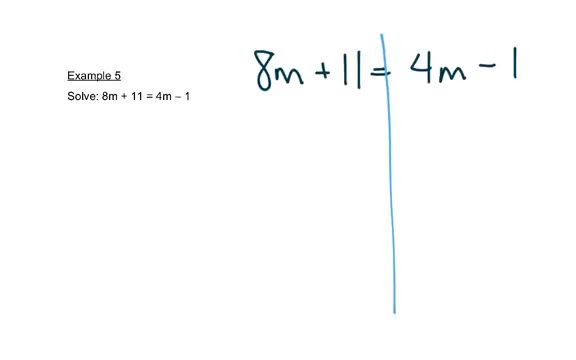 Example 5
Solve: 8m + 11 = 4m – 1
8m + 11 = 4m - 1